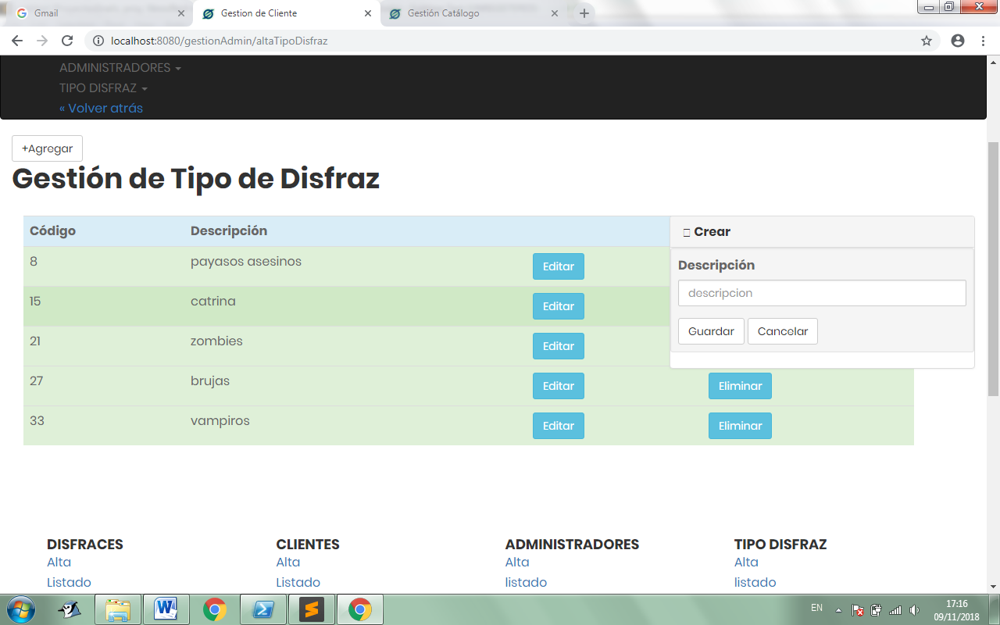 Gmail
Gestion de Cliente
Gestión Catálogo
localhost:8080/gestionAdmin/altaTipoDisfraz
ADMINISTRADORES
TIPO DISFRAZ
« Volver atrás
+Agregar
Gestión de Tipo de Disfraz
Código Descripción
Crear
8 payasos asesinos Editar
Descripción
descripcion
15 catrina Editar
Guardar Cancelar
21 zombies Editar
27 brujas Editar Eliminar
33 vampiros Editar Eliminar
DISFRACES CLIENTES ADMINISTRADORES TIPO DISFRAZ
Alta Alta Alta Alta
Listado Listado listado listado
EN
17:16
09/11/2018